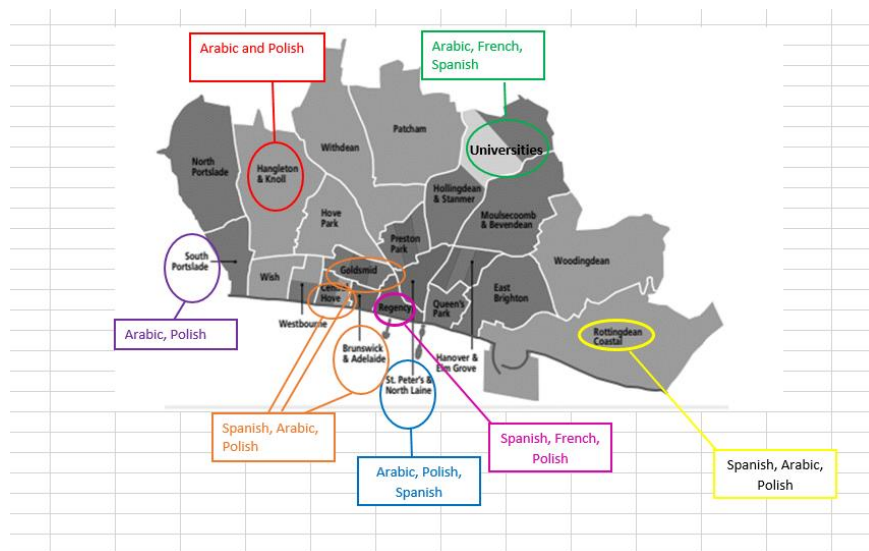 Arabic and Polish
Arabic, French,
Spanish
Patcham
Universities
Withdean
North
Portslade
Hangleton
& Knoll
Hollingdean
& Stanmer
Moulsecoomb
& Bevendean
Hove
Park
Preston
Park
Woodingdean
South
Portslade
Goldsmid
Wish
Central
Hove
East
Brighton
Queen's
Park
Regency
Westbourne
Rottingdean
Coastal
Brunswick
& Adelaide
Hanover &
Elm Grove
St. Peter's &
North Laine
Arabic, Polish
Spanish, Arabic,
Polish
Spanish, French,
Polish
Arabic, Polish,
Spanish
Spanish, Arabic,
Polish